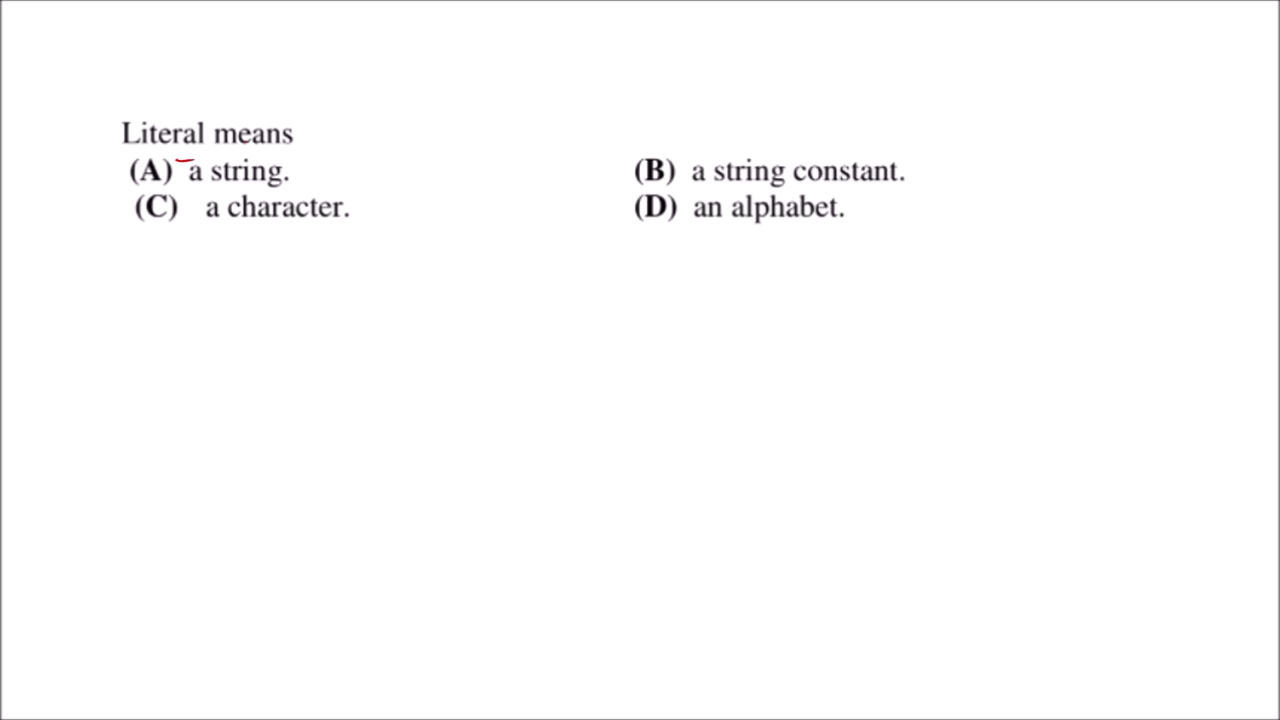 Literal means
(A) a string. (B) a string constant.
(C) a character. (D) an alphabet.